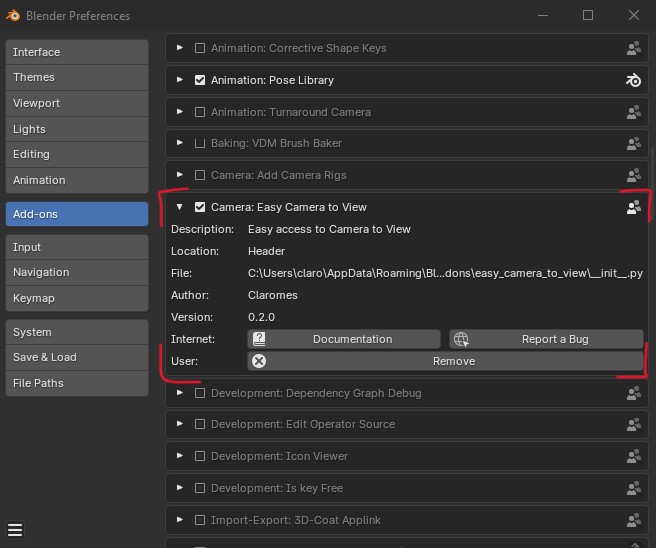 Blender Preferences
Interface
Themes
Viewport
Lights
Editing
Animation
Add-ons
Input
Navigation
Keymap
System
Save & Load
File Paths
Animation: Corrective Shape Keys
Animation: Pose Library
Animation: Turnaround Camera
Baking: VDM Brush Baker
Camera: Add Camera Rigs
Camera: Easy Camera to View
Description: Easy access to Camera to View
Location: Header
File: C:\Users\claro\AppData\Roaming\Bl...dons\easy_camera_to_view\__init__.py
Author: Claromes
Version: 0.2.0
Internet: Documentation Report a Bug
User: Remove
Development: Dependency Graph Debug
Development: Edit Operator Source
Development: Icon Viewer
Development: Is key Free
Import-Export: 3D-Coat Applink